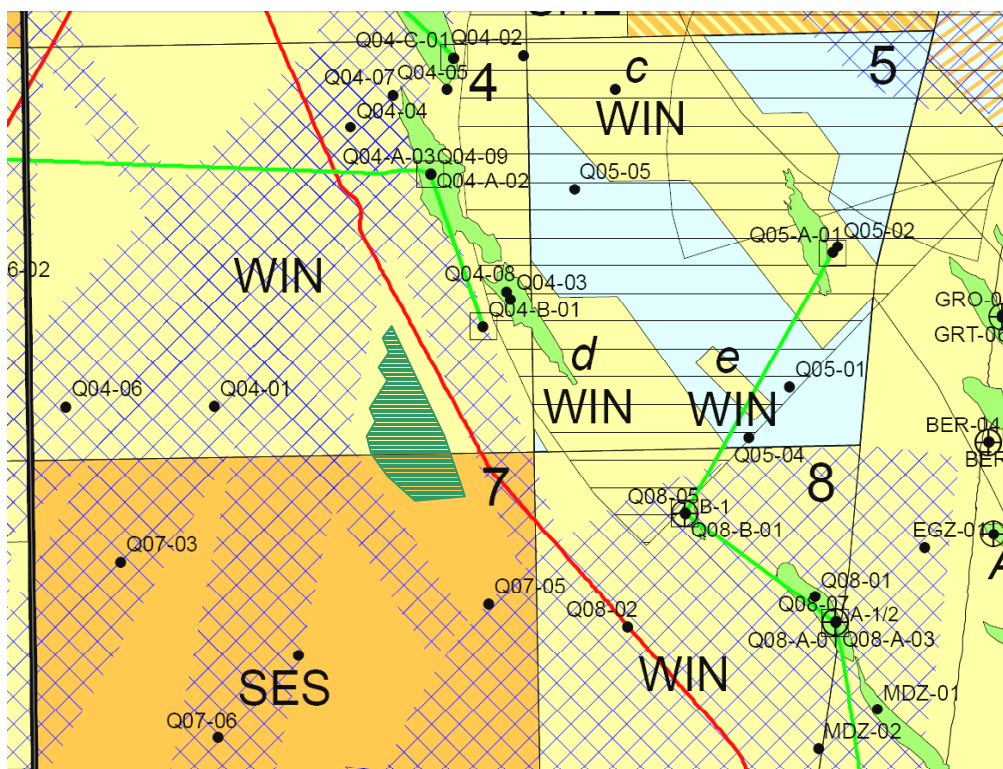 Q04-C-01 Q04-02
5
c
Q04-07 Q04-05
4
WIN
Q04-04
Q04-A-03 Q04-09
Q05-05
Q04-A-02
Q05-A-01 Q05-02
6-02
WIN
Q04-08 Q04-03
GRO-0
Q04-B-01
GRT-06
d
e
Q05-01
Q04-06
Q04-01
WIN
WIN
BER-04
Q05-04
BER
7
8
Q08-05
B-1
Q08-B-01
EGZ-01
Q07-03
A
Q07-05
Q08-01
Q08-02
Q08-07
A-1/2
Q08-A-0
Q08-A-03
WIN
SES
MDZ-01
Q07-06
MDZ-02